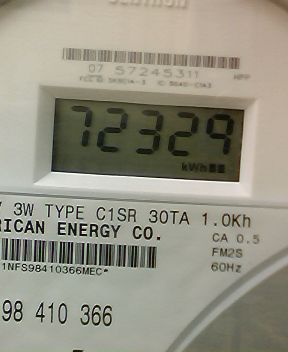 07 57245311
72329
kWh
3W TYPE C1SR 30TA 1.0Kh
RICAN ENERGY CO.
CA 0.5
FM2S
60Hz
1NFS98410366MEC*
98 410 366